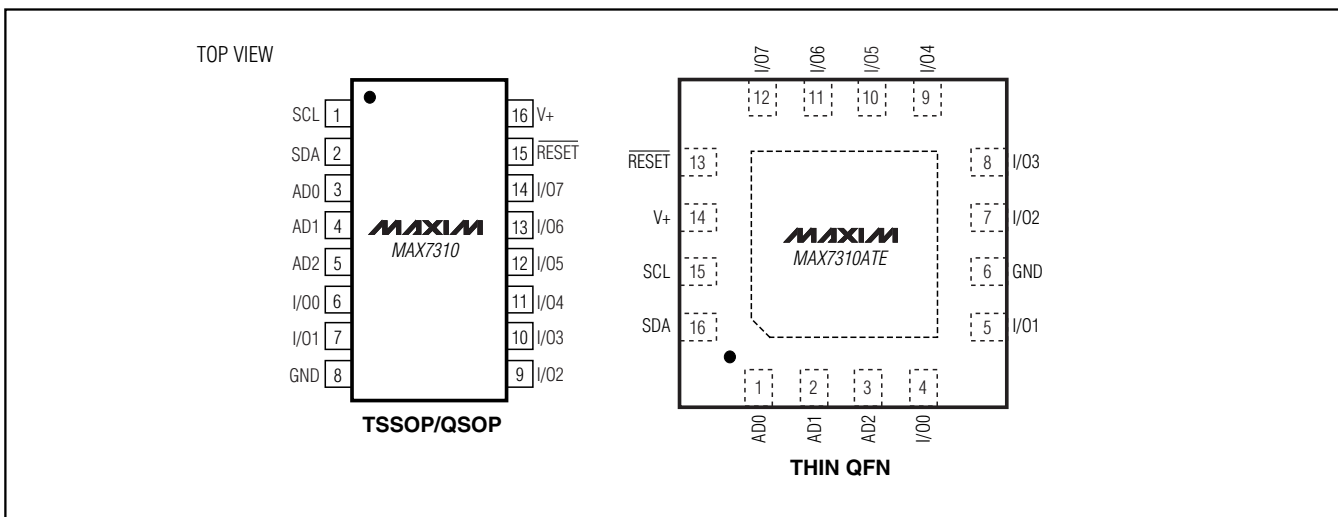 TOP VIEW
SCL 1
SDA 2
AD0 3
AD1 4
AD2 5
I/O0 6
I/O1 7
GND 8
16 V+
15 RESET
14 I/O7
13 I/O6
12 I/O5
11 I/O4
10 I/O3
9 I/O2
MAXIM
MAX7310
TSSOP/QSOP
I/O7 I/O6 I/O5 I/O4
12 11 10 9
RESET 13
V+ 14
SCL 15
SDA 16
8 I/O3
7 I/O2
6 GND
5 I/O1
MAXIM
MAX7310ATE
1 2 3 4
AD0 AD1 AD2 I/O0
THIN QFN